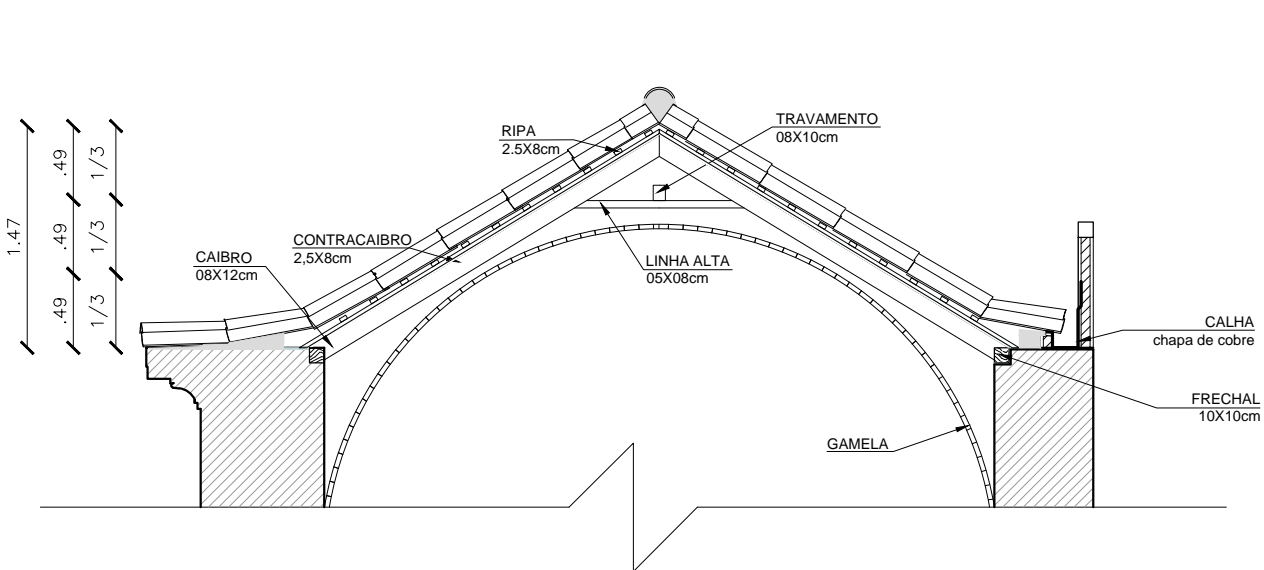 TRAVAMENTO
08X10cm
RIPA
2.5X8cm
1.47
.49
.49
.49
1/3
1/3
1/3
CONTRACAIBRO
2,5X8cm
CAIBRO
08X12cm
LINHA ALTA
05X08cm
CALHA
chapa de cobre
FRECHAL
10X10cm
GAMELA